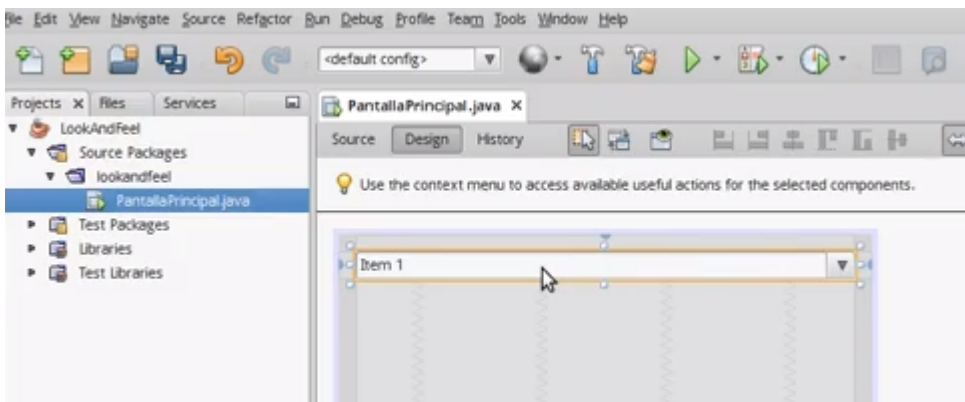 File Edit View Navigate Source Refactor Run Debug Profile Team Tools Window Help
<default config>
Projects Files Services
PantallaPrincipal.java
LookAndFeel
Source Design History
Source Packages
lookandfeel
Use the context menu to access available useful actions for the selected components.
PantallaPrincipal.java
Test Packages
Libraries
Test Libraries
Item 1